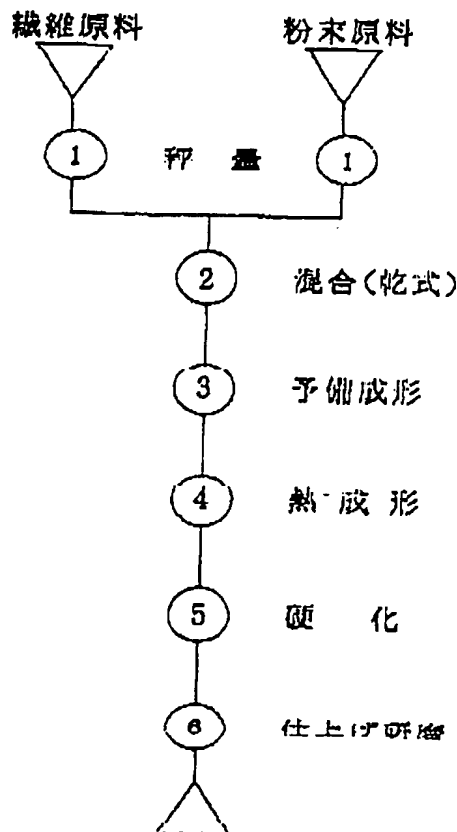 繊維原料 粉末原料
1 秤量 1
2 混合(乾式)
3 予備成形
4 熱成形
5 硬化
6 仕上げ研磨